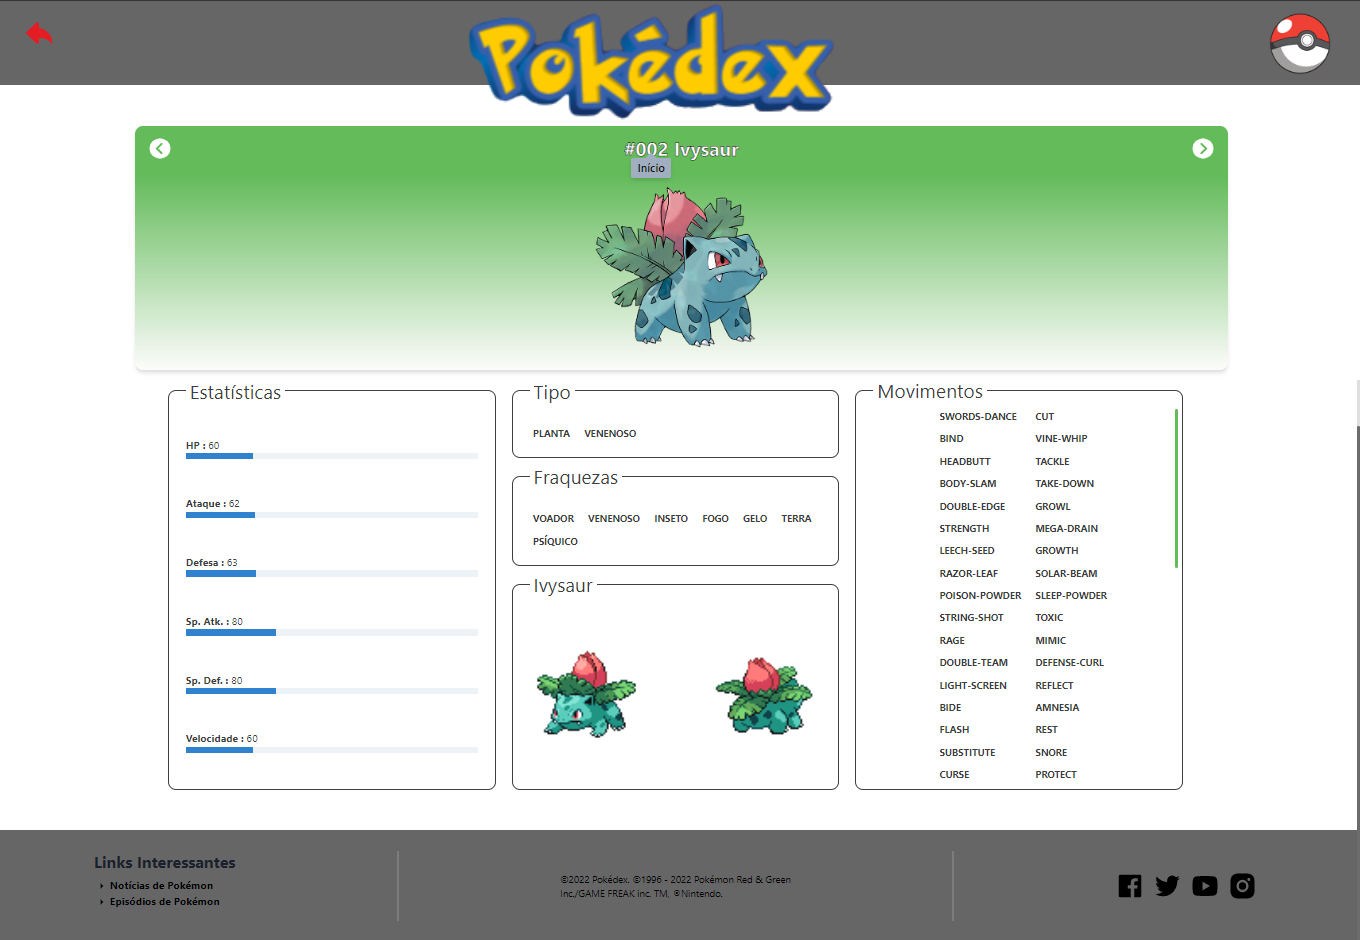 Pokédex
#002 Ivysaur
Início
Estatísticas
HP : 60
Ataque : 62
Defesa : 63
Sp. Atk. : 80
Sp. Def. : 80
Velocidade : 60
Tipo
PLANTA VENENOSO
Fraquezas
VOADOR VENENOSO INSETO FOGO GELO TERRA
PSÍQUICO
Ivysaur
Movimentos
SWORDS-DANCE CUT
BIND VINE-WHIP
HEADBUTT TACKLE
BODY-SLAM TAKE-DOWN
DOUBLE-EDGE GROWL
STRENGTH MEGA-DRAIN
LEECH-SEED GROWTH
RAZOR-LEAF SOLAR-BEAM
POISON-POWDER SLEEP-POWDER
STRING-SHOT TOXIC
RAGE MIMIC
DOUBLE-TEAM DEFENSE-CURL
LIGHT-SCREEN REFLECT
BIDE AMNESIA
FLASH REST
SUBSTITUTE SNORE
CURSE PROTECT
Links Interessantes
Notícias de Pokémon
Episódios de Pokémon
©2022 Pokédex. ©1996 - 2022 Pokémon Red & Green
Inc./GAME FREAK inc. TM, ®Nintendo.